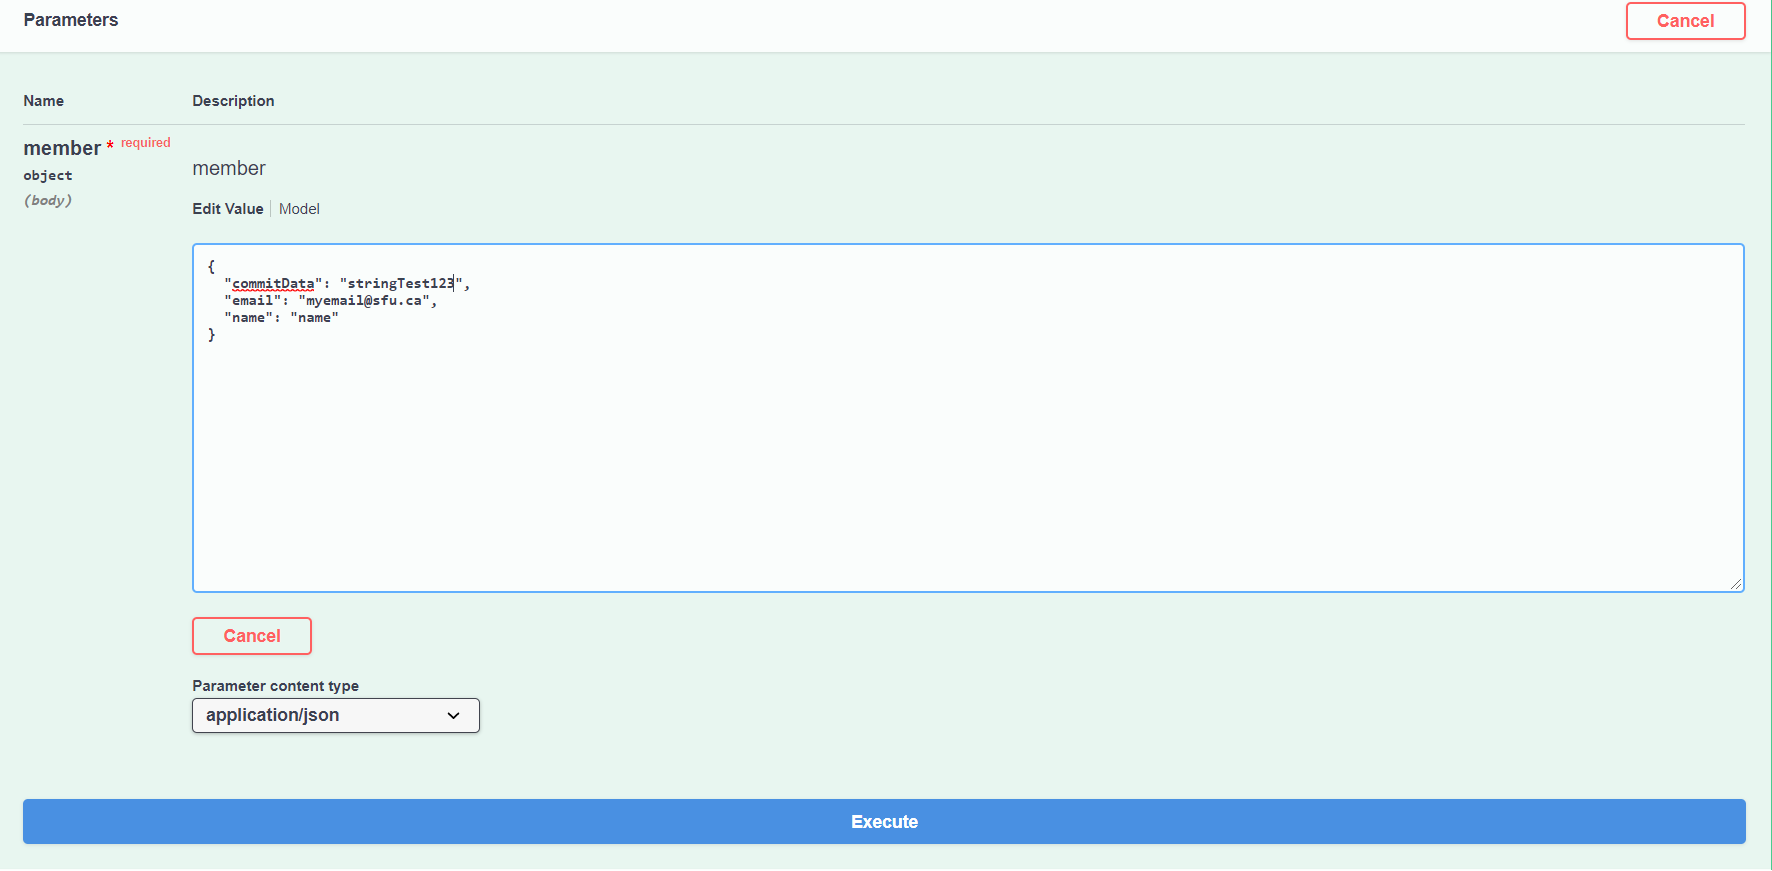 Parameters
Cancel
Name
Description
member * required
object
(body)
member
Edit Value
Model
{
"commitData": "stringTest123",
"email": "myemail@sfu.ca",
"name": "name"
}
Cancel
Parameter content type
application/json
Execute